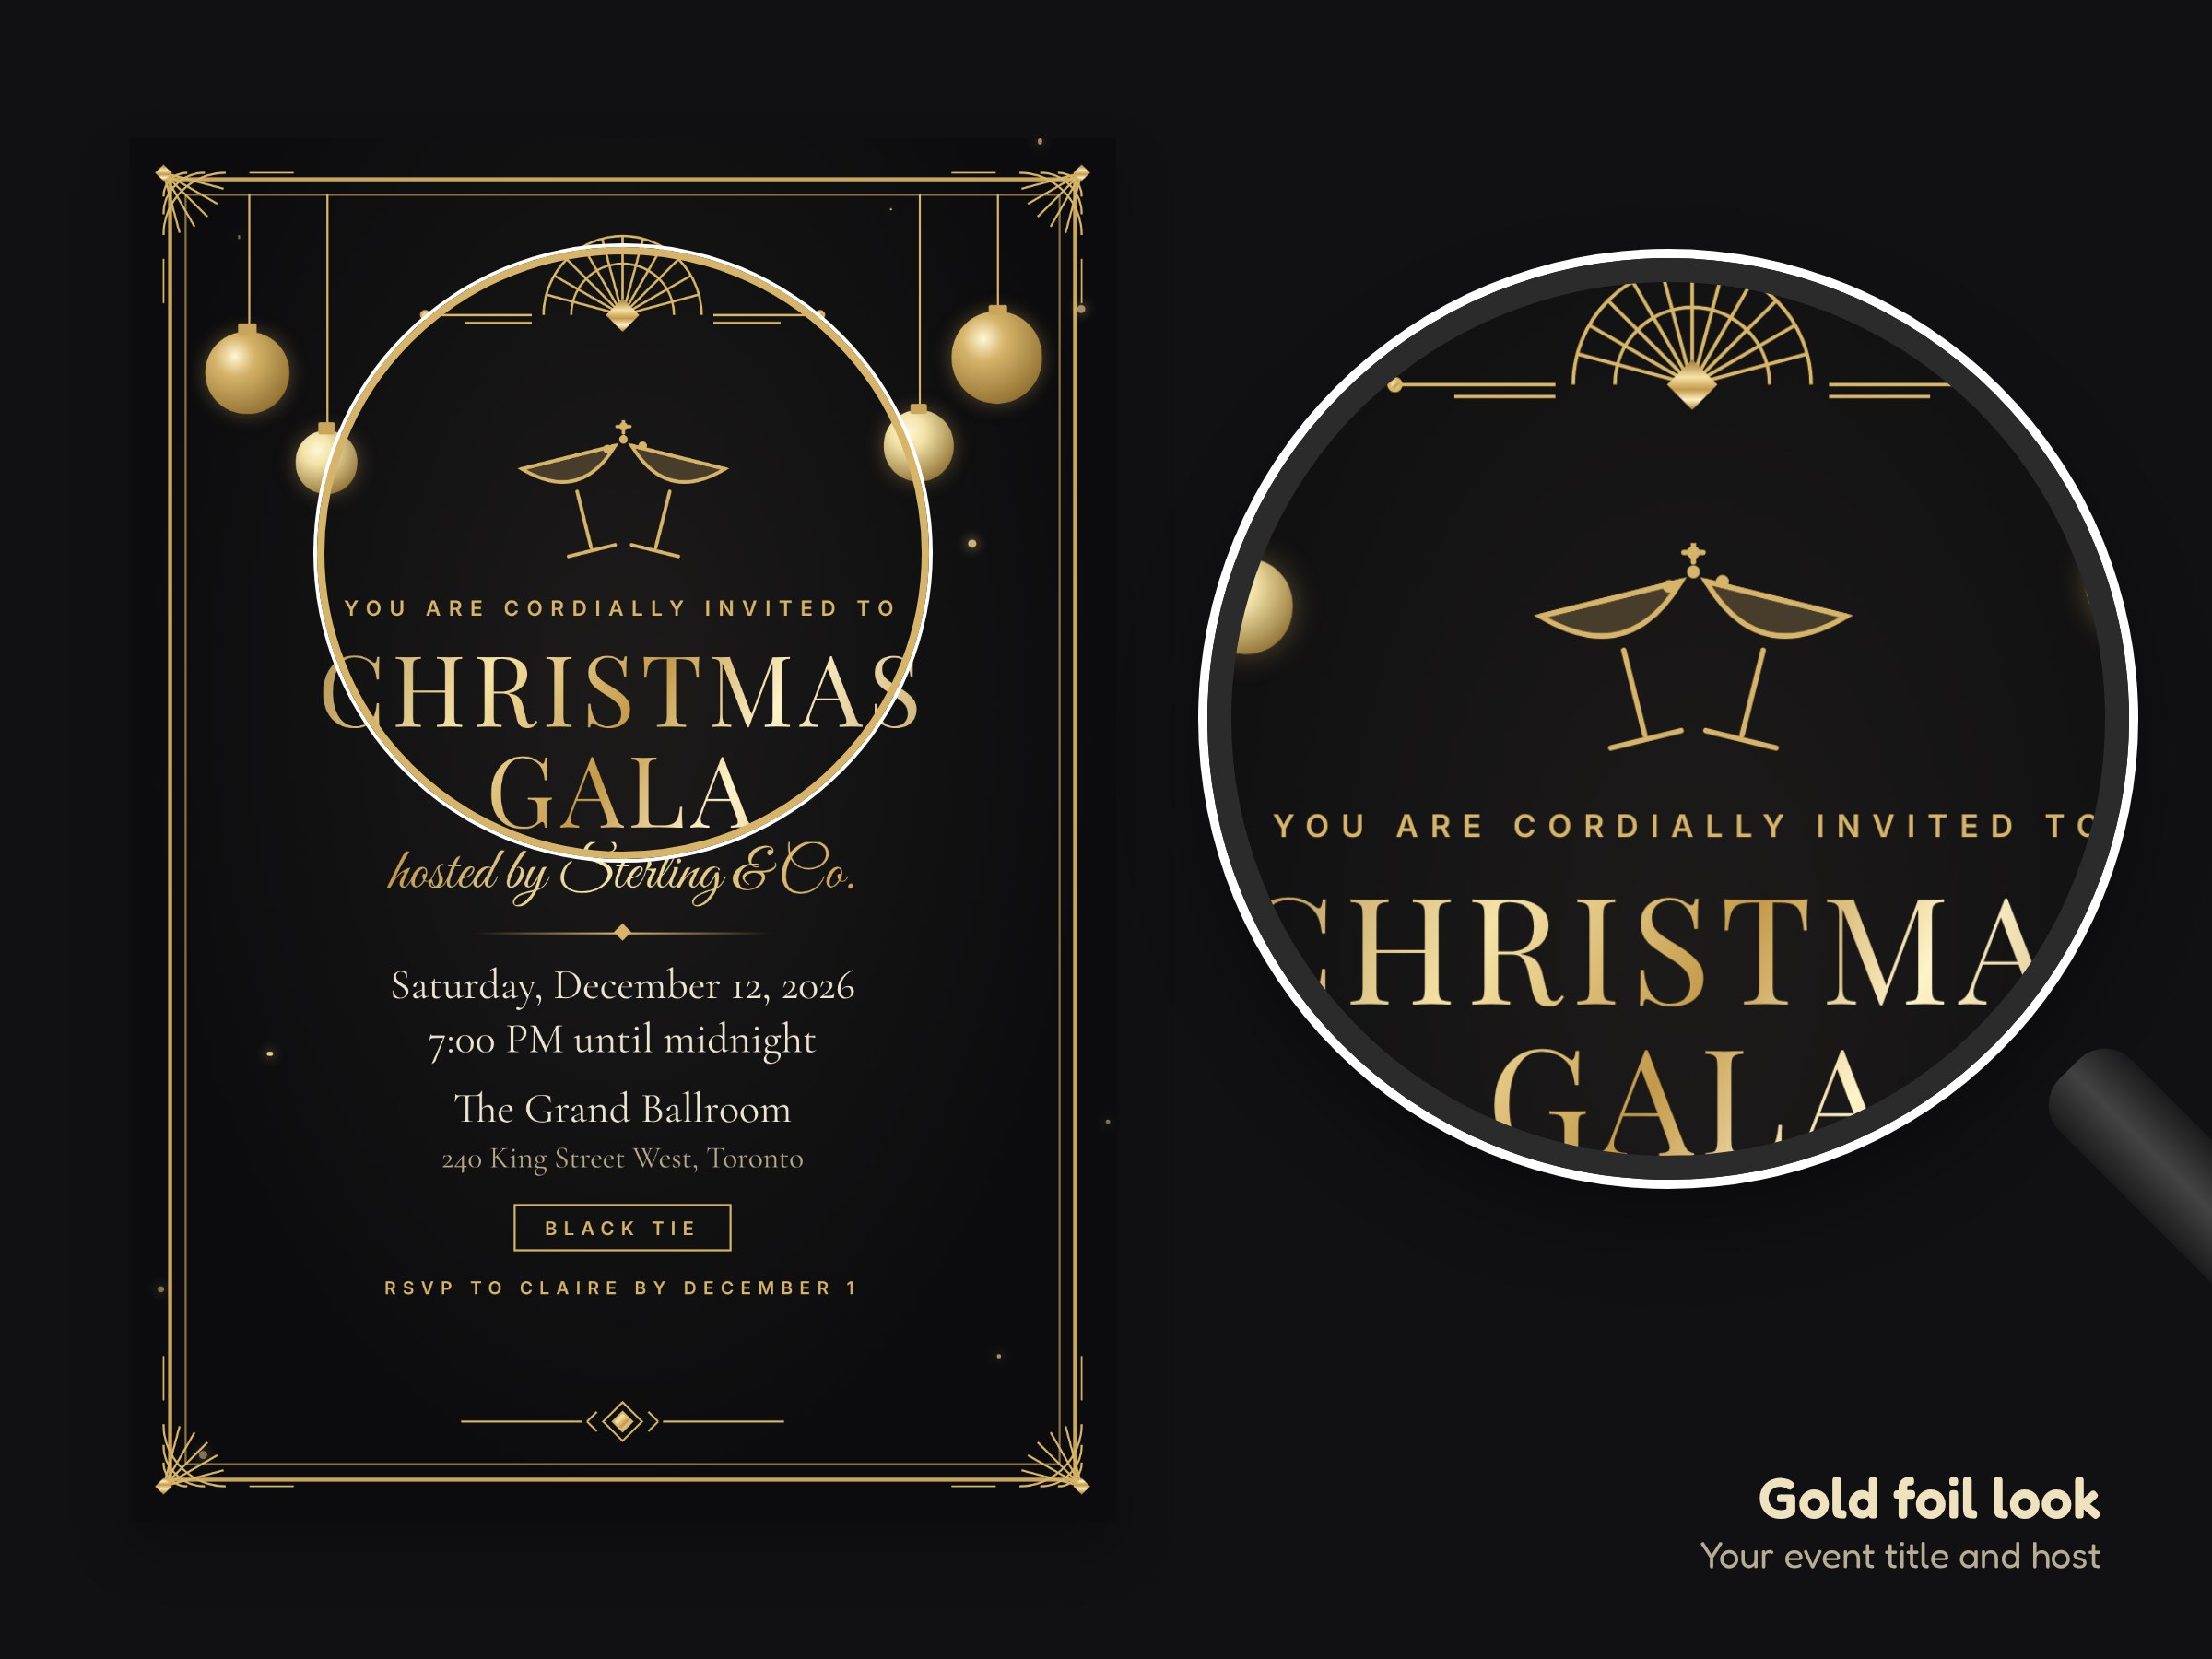 YOU ARE CORDIALLY INVITED TO
CHRISTMAS
GALA
hosted by Sterling & Co.
Saturday, December 12, 2026
7:00 PM until midnight
The Grand Ballroom
240 King Street West, Toronto
BLACK TIE
RSVP TO CLAIRE BY DECEMBER 1
YOU ARE CORDIALLY INVITED TO
CHRISTMA
GALA
Gold foil look
Your event title and host